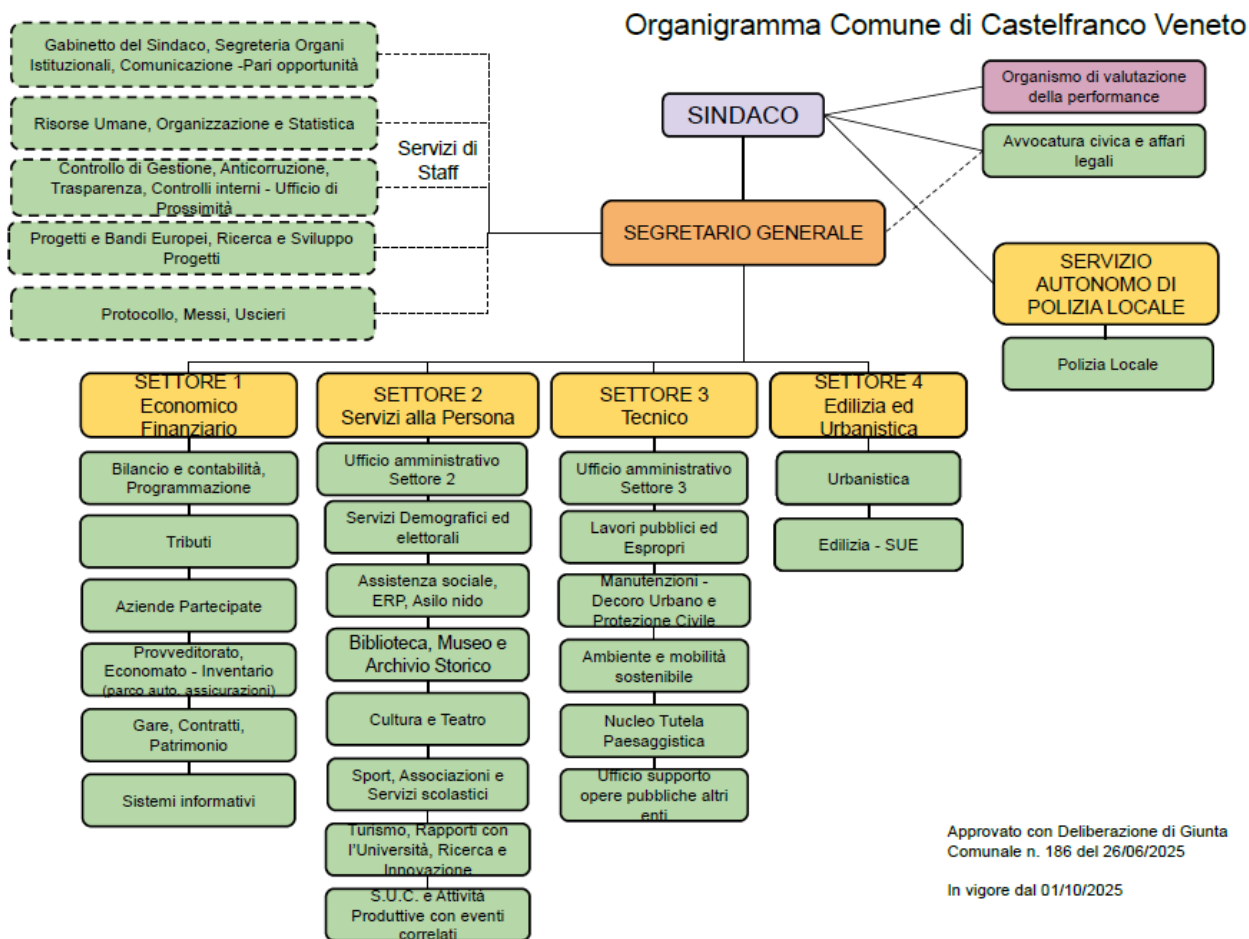 Organigramma Comune di Castelfranco Veneto
Gabinetto del Sindaco, Segreteria Organi
Istituzionali, Comunicazione -Pari opportunità
Risorse Umane, Organizzazione e Statistica
Controllo di Gestione, Anticorruzione,
Trasparenza, Controlli interni - Ufficio di
Prossimità
Progetti e Bandi Europei, Ricerca e Sviluppo
Progetti
Protocollo, Messi, Uscieri
Servizi di
Staff
SINDACO
SEGRETARIO GENERALE
Organismo di valutazione
della performance
Avvocatura civica e affari
legali
SERVIZIO
AUTONOMO DI
POLIZIA LOCALE
Polizia Locale
SETTORE 1
Economico
Finanziario
Bilancio e contabilità,
Programmazione
Tributi
Aziende Partecipate
Provveditorato,
Economato - Inventario
(parco auto, assicurazioni)
Gare, Contratti,
Patrimonio
Sistemi informativi
SETTORE 2
Servizi alla Persona
Ufficio amministrativo
Settore 2
Servizi Demografici ed
elettorali
Assistenza sociale,
ERP, Asilo nido
Biblioteca, Museo e
Archivio Storico
Cultura e Teatro
Sport, Associazioni e
Servizi scolastici
Turismo, Rapporti con
l'Università, Ricerca e
Innovazione
S.U.C. e Attività
Produttive con eventi
correlati
SETTORE 3
Tecnico
Ufficio amministrativo
Settore 3
Lavori pubblici ed
Espropri
Manutenzioni -
Decoro Urbano e
Protezione Civile
Ambiente e mobilità
sostenibile
Nucleo Tutela
Paesaggistica
Ufficio supporto
opere pubbliche altri
enti
SETTORE 4
Edilizia ed
Urbanistica
Urbanistica
Edilizia - SUE
Approvato con Deliberazione di Giunta
Comunale n. 186 del 26/06/2025
In vigore dal 01/10/2025